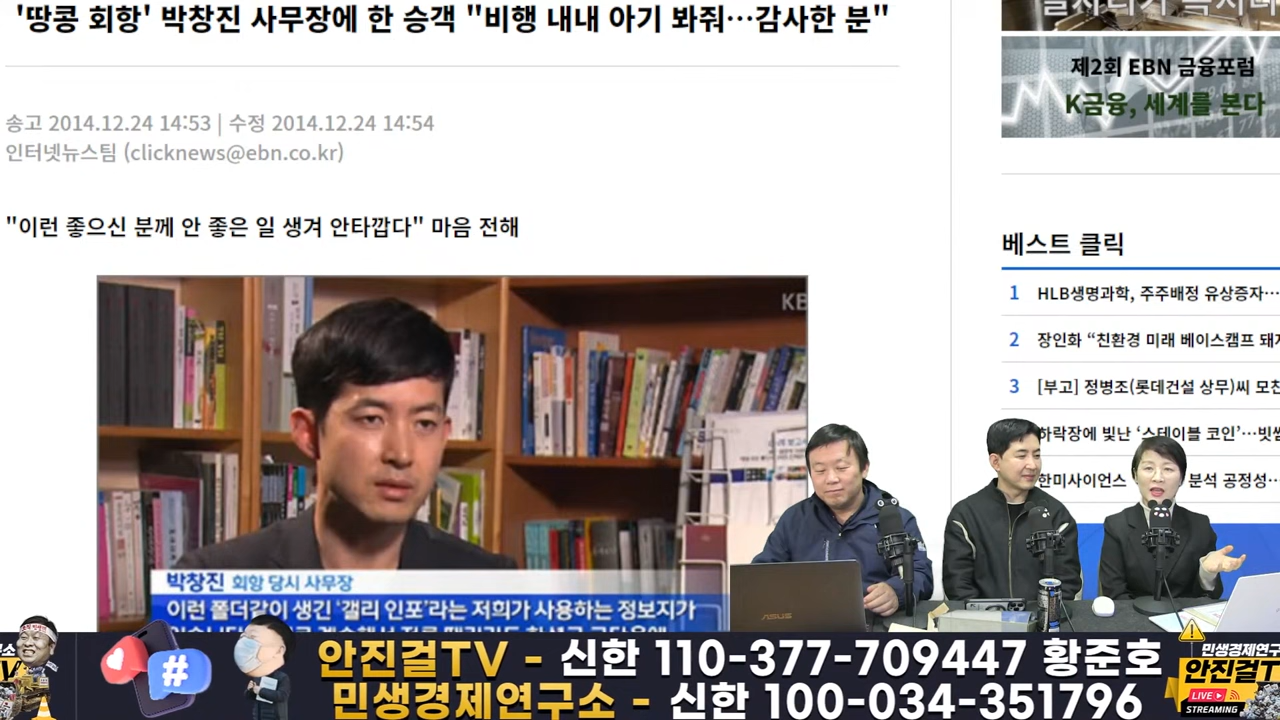 '땅콩 회항' 박창진 사무장에 한 승객 "비행 내내 아기 봐줘…감사한 분"
송고 2014.12.24 14:53 | 수정 2014.12.24 14:54
인터넷뉴스팀 (clicknews@ebn.co.kr)
"이런 좋으신 분께 안 좋은 일 생겨 안타깝다" 마음 전해
KB
박창진 회항 당시 사무장
이런 폴더같이 생긴 '갤리 인포'라는 저희가 사용하는 정보지가
제2회 EBN 금융포럼
K금융, 세계를 본다
베스트 클릭
1 HLB생명과학, 주주배정 유상증자…
2 장인화 “친환경 미래 베이스캠프 돼
3 [부고] 정병조(롯데건설 상무)씨 모친
하락장에 빛난 ‘스테이블 코인’…빗썸
한미사이언스 분석 공정성…
ASUS
#
안진걸TV - 신한 110-377-709447 황준호
민생경제연구소 - 신한 100-034-351796
민생경제연구
안진걸T
LIVE
STREAMING